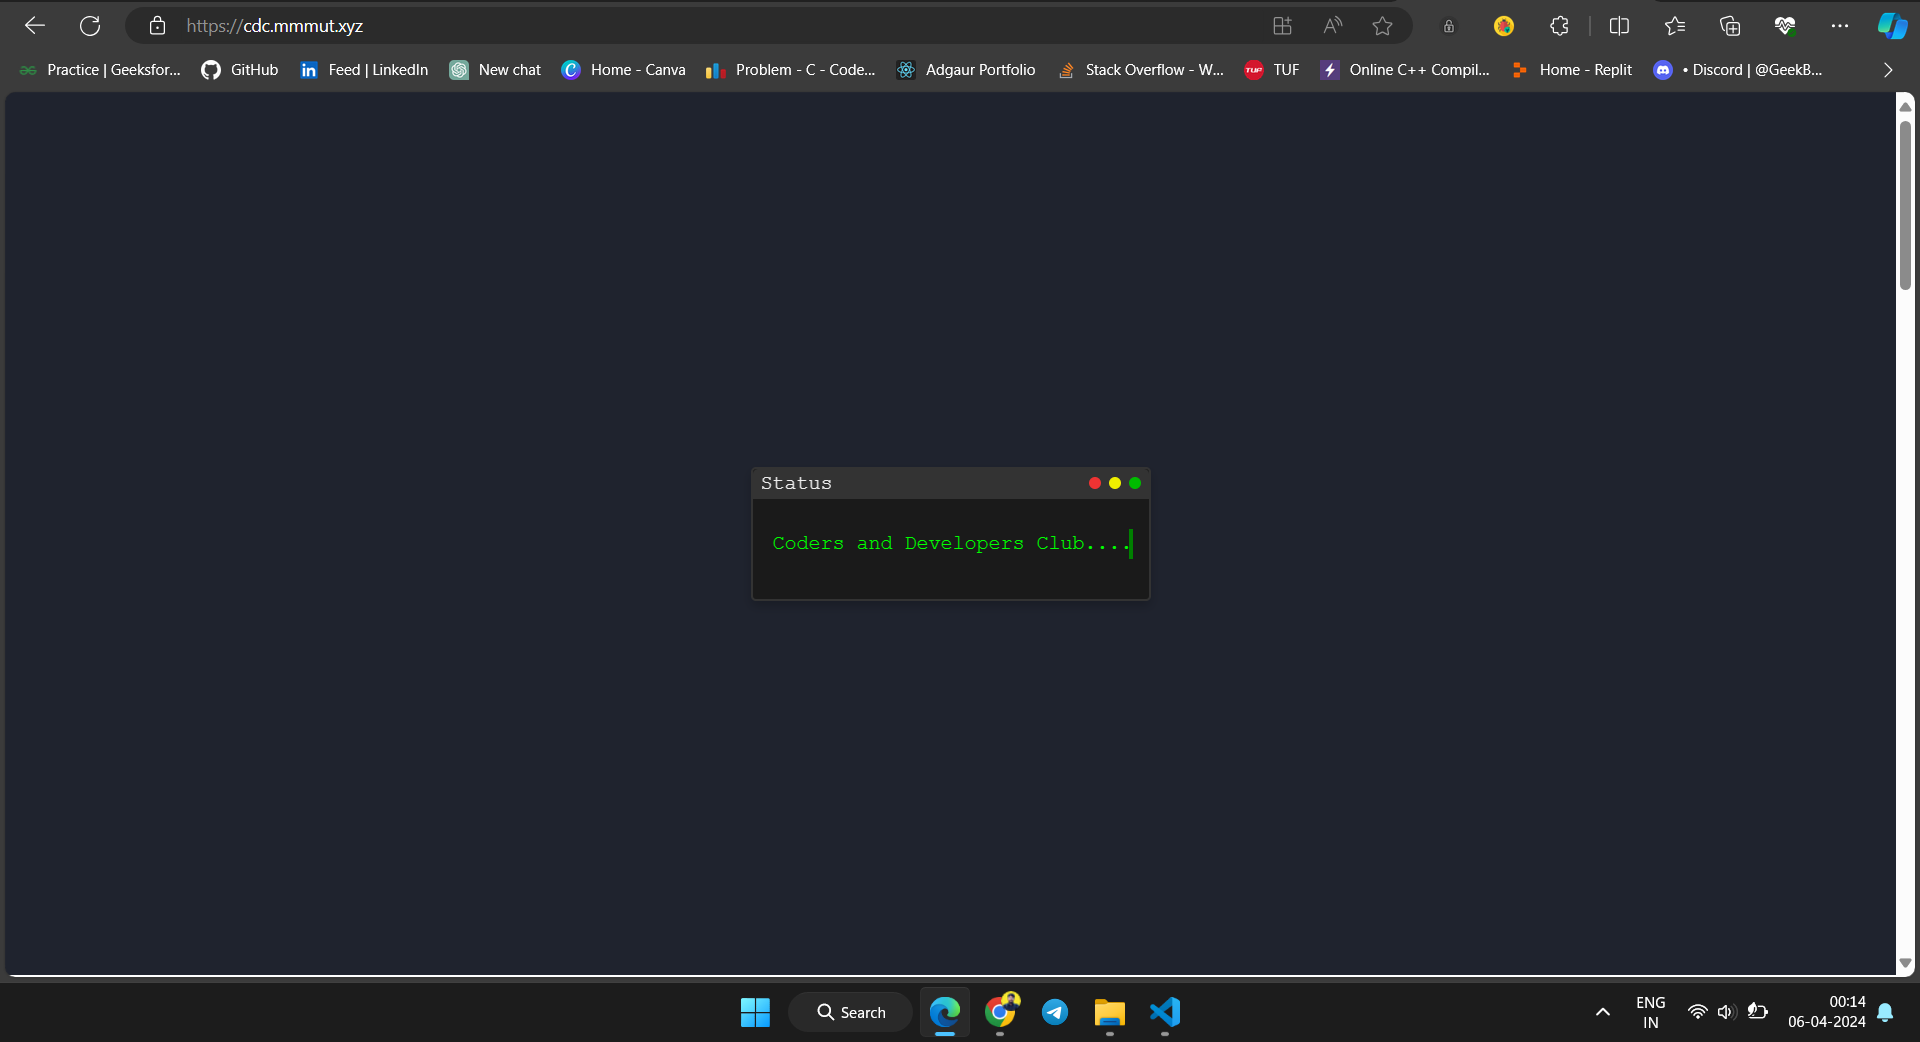 https://cdc.mmmut.xyz
Practice | Geeksfor... GitHub Feed | LinkedIn New chat Home - Canva Problem - C - Code... Adgaur Portfolio Stack Overflow - W... TUF Online C++ Compil... Home - Replit • Discord | @GeekB...
Status
Coders and Developers Club....
Search
ENG
IN
00:14
06-04-2024